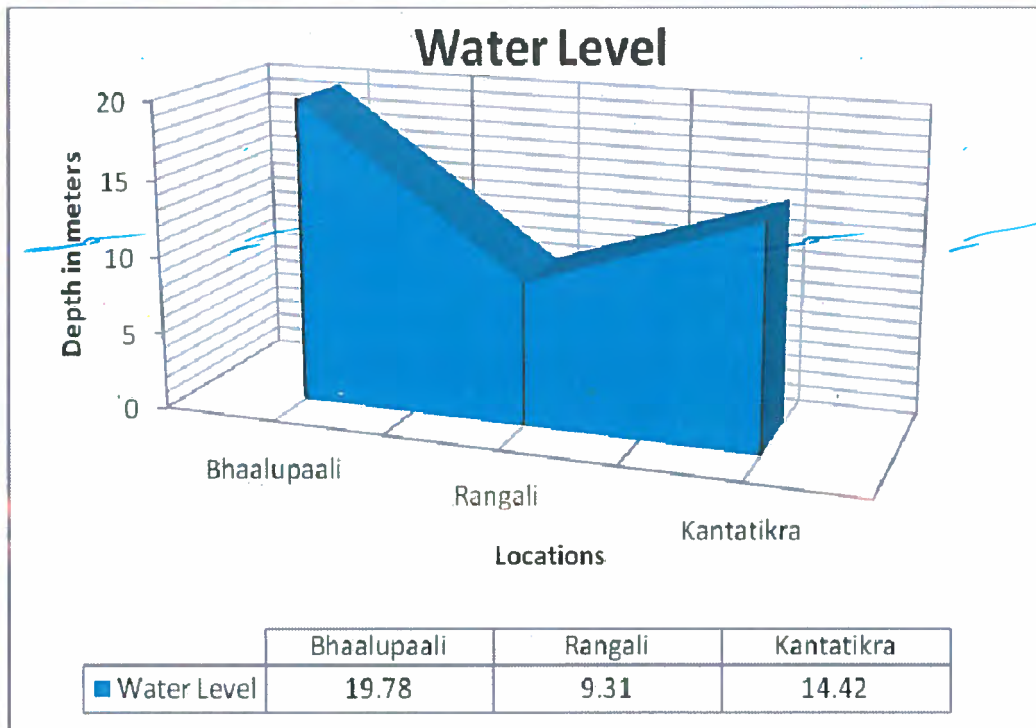 Water Level
Depth in meters
20
15
10
5
0
Bhaalupaali
Rangali
Kantatikra
Locations
Bhaalupaali Rangali Kantatikra
Water Level 19.78 9.31 14.42